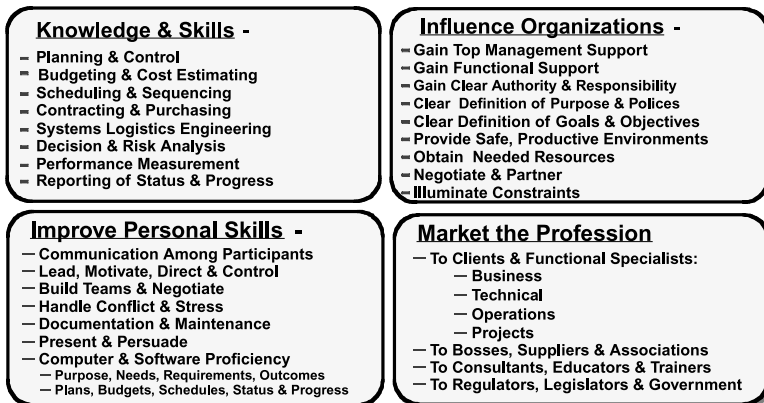 Knowledge & Skills -
– Planning & Control
– Budgeting & Cost Estimating
– Scheduling & Sequencing
– Contracting & Purchasing
– Systems Logistics Engineering
– Decision & Risk Analysis
– Performance Measurement
– Reporting of Status & Progress
Influence Organizations -
– Gain Top Management Support
– Gain Functional Support
– Gain Clear Authority & Responsibility
– Clear Definition of Purpose & Polices
– Clear Definition of Goals & Objectives
– Provide Safe, Productive Environments
– Obtain Needed Resources
– Negotiate & Partner
– Illuminate Constraints
Improve Personal Skills -
– Communication Among Participants
– Lead, Motivate, Direct & Control
– Build Teams & Negotiate
– Handle Conflict & Stress
– Documentation & Maintenance
– Present & Persuade
– Computer & Software Proficiency
– Purpose, Needs, Requirements, Outcomes
– Plans, Budgets, Schedules, Status & Progress
Market the Profession
– To Clients & Functional Specialists:
– Business
– Technical
– Operations
– Projects
– To Bosses, Suppliers & Associations
– To Consultants, Educators & Trainers
– To Regulators, Legislators & Government